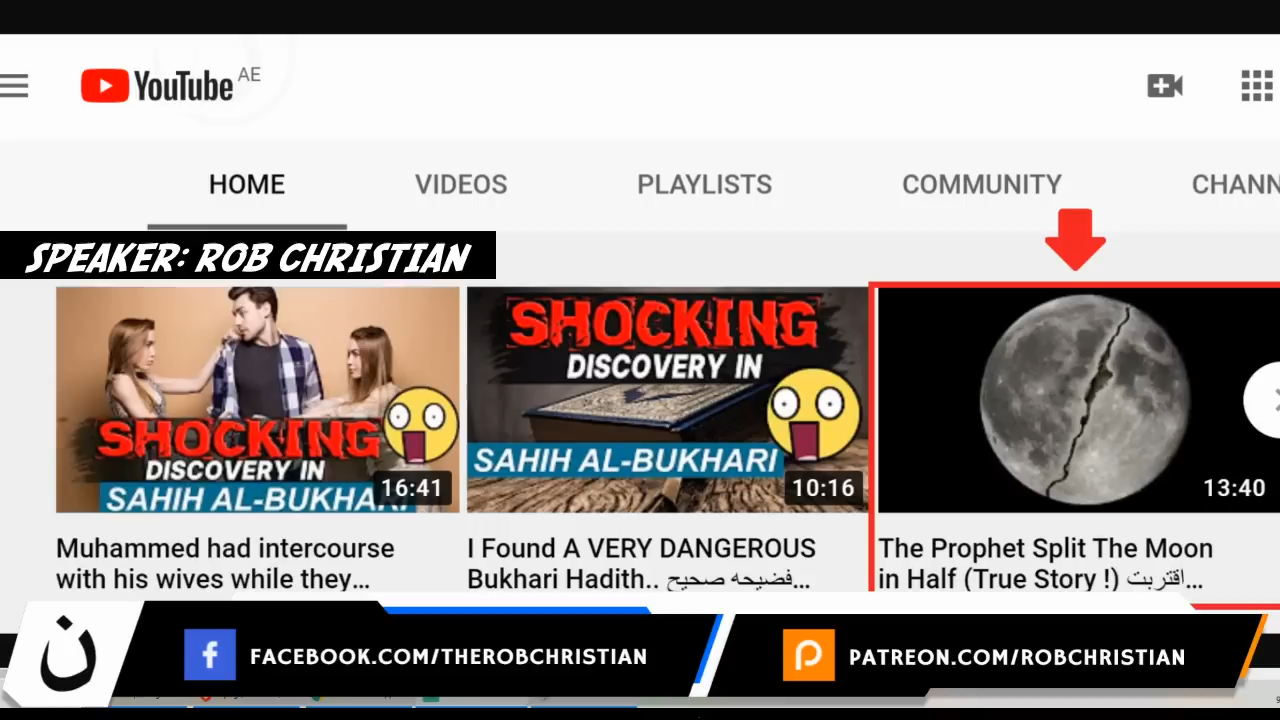 YouTube AE
HOME VIDEOS PLAYLISTS COMMUNITY CHANN
SPEAKER: ROB CHRISTIAN
SHOCKING
DISCOVERY IN
SAHIH AL-BUKHARI
16:41
SHOCKING
DISCOVERY IN
SAHIH AL-BUKHARI
10:16
13:40
Muhammed had intercourse
with his wives while they...
I Found A VERY DANGEROUS
Bukhari Hadith.. فضيحه صحيح...
The Prophet Split The Moon
in Half (True Story !) اقتربت...
ن
FACEBOOK.COM/THEROBCHRISTIAN
PATREON.COM/ROBCHRISTIAN